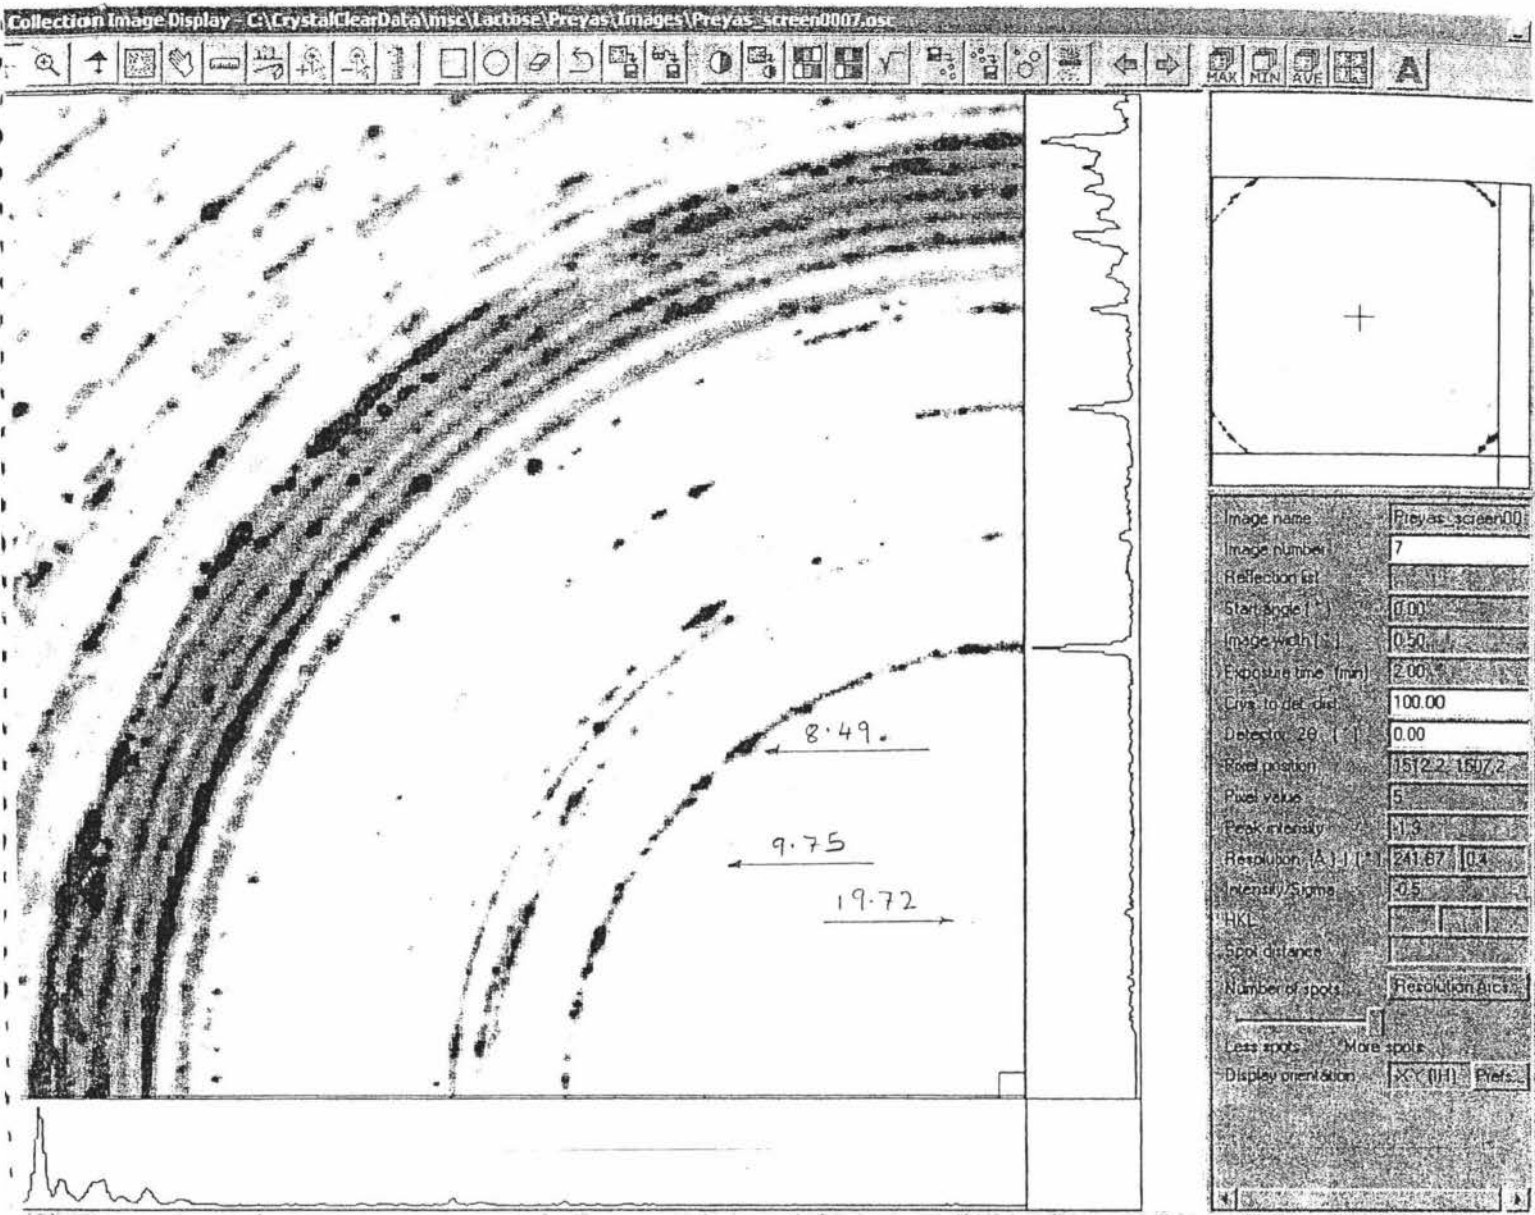 Collection Image Display - C:\CrystalClearData\msc\Lactose\Preyas\Images\Preyas_screen0007.osc
MAX MIN AVE A
8.49
9.75
19.72
Image name Preyas_screen00
Image number 7
Reflection list
Start angle (°) 0.00
Image width (°) 0.50
Exposure time (min) 2.00
Crys. to det. dist. 100.00
Detector 2θ (°) 0.00
Pixel position 1512.2, 1507.2
Pixel value 5
Peak intensity -1.3
Resolution (Å) | (°) 241.67 0.4
Intensity/Sigma -0.5
HKL
Spot distance
Number of spots... Resolution Arcs...
Less spots More spots
Display orientation X-Y (IH) Prefs...